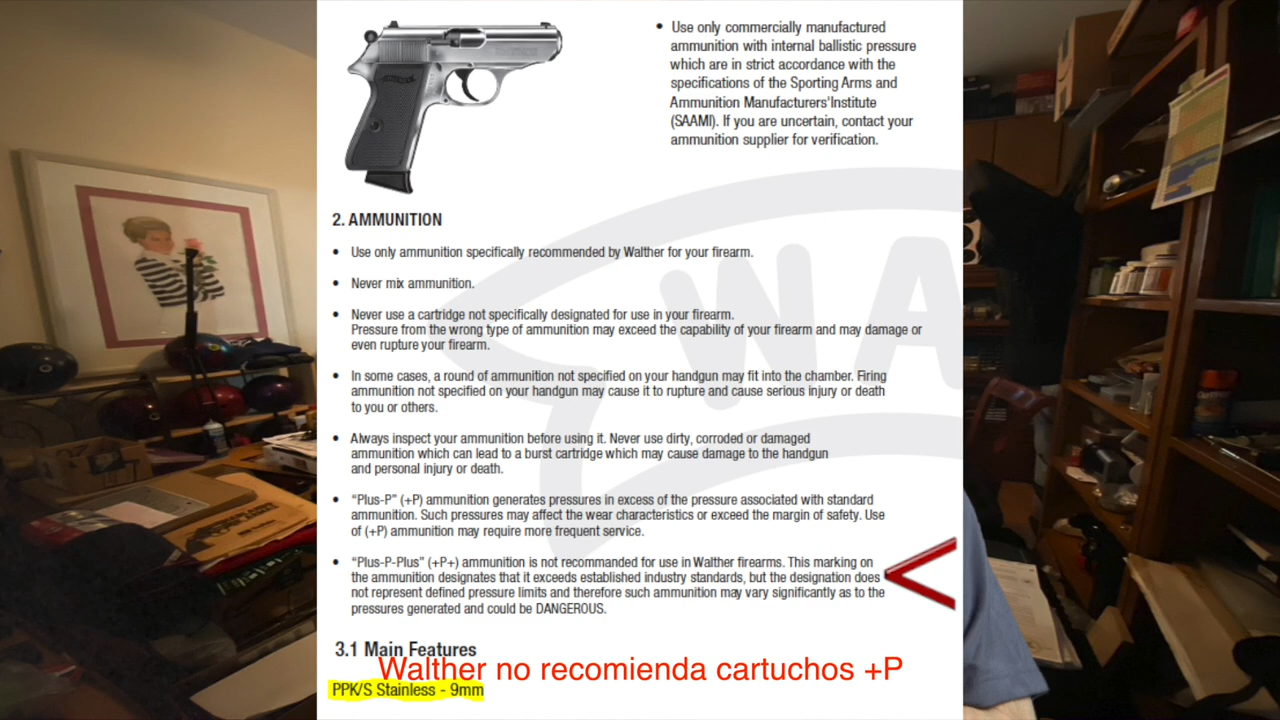 Use only commercially manufactured
ammunition with internal ballistic pressure
which are in strict accordance with the
specifications of the Sporting Arms and
Ammunition Manufacturers'Institute
(SAAMI). If you are uncertain, contact your
ammunition supplier for verification.
2. AMMUNITION
Use only ammunition specifically recommended by Walther for your firearm.
Never mix ammunition.
Never use a cartridge not specifically designated for use in your firearm.
Pressure from the wrong type of ammunition may exceed the capability of your firearm and may damage or
even rupture your firearm.
In some cases, a round of ammunition not specified on your handgun may fit into the chamber. Firing
ammunition not specified on your handgun may cause it to rupture and cause serious injury or death
to you or others.
Always inspect your ammunition before using it. Never use dirty, corroded or damaged
ammunition which can lead to a burst cartridge which may cause damage to the handgun
and personal injury or death.
“Plus-P” (+P) ammunition generates pressures in excess of the pressure associated with standard
ammunition. Such pressures may affect the wear characteristics or exceed the margin of safety. Use
of (+P) ammunition may require more frequent service.
“Plus-P-Plus” (+P+) ammunition is not recommanded for use in Walther firearms. This marking on
the ammunition designates that it exceeds established industry standards, but the designation does
not represent defined pressure limits and therefore such ammunition may vary significantly as to the
pressures generated and could be DANGEROUS.
3.1 Main Features
Walther no recomienda cartuchos +P
PPK/S Stainless - 9mm
WA